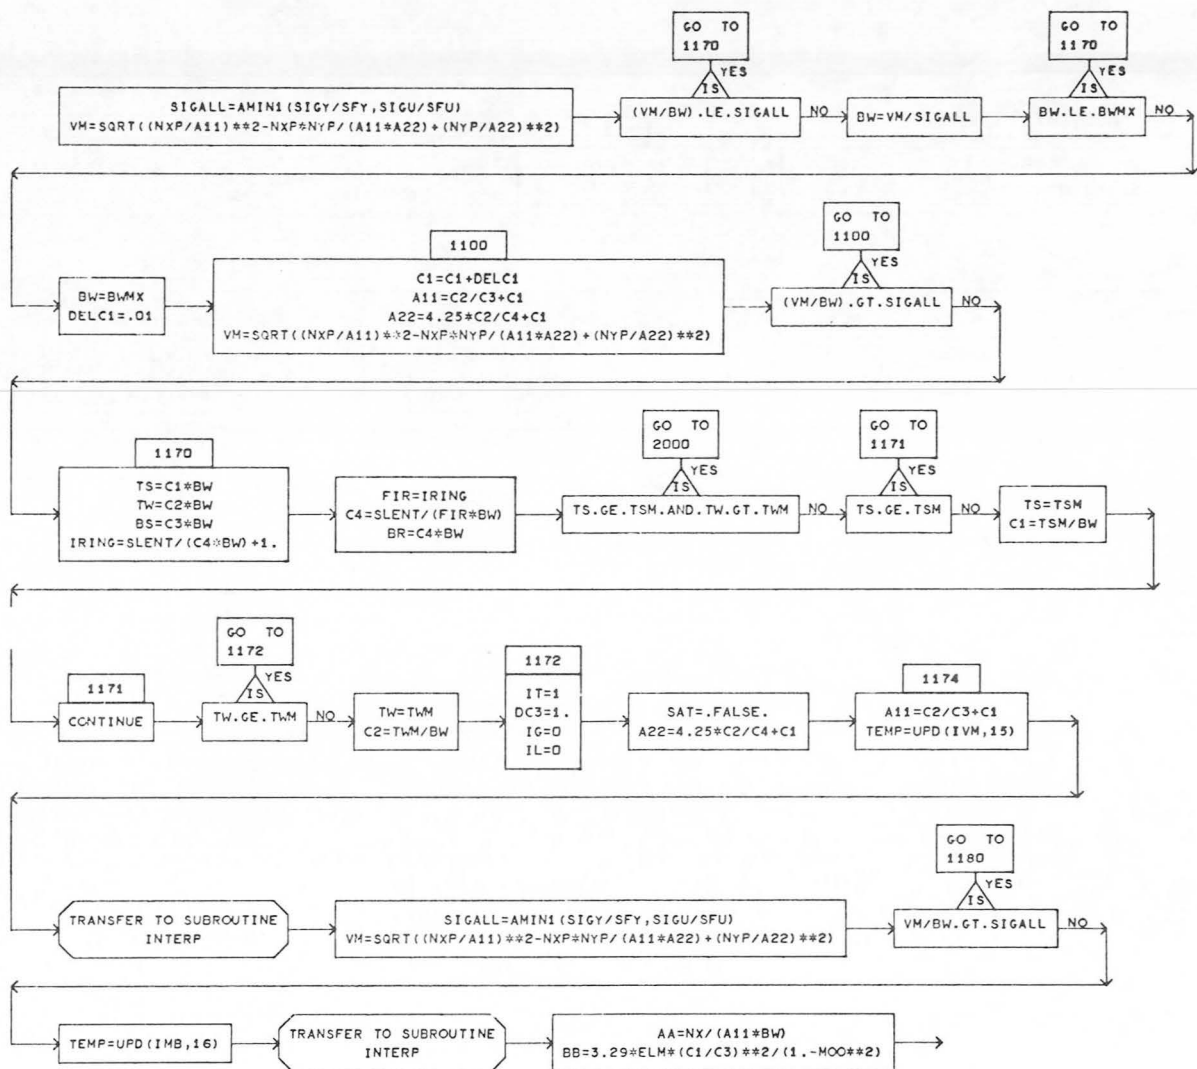 GO TO
1170
YES
IS
GO TO
1170
YES
IS
SIGALL=AMIN1(SIGY/SFY,SIGU/SFU)
VM=SQRT((NXP/A11)**2-NXP*NYP/(A11*A22)+(NYP/A22)**2)
(VM/BW).LE.SIGALL
NO
BW=VM/SIGALL
BW.LE.BWMX
NO
GO TO
1100
YES
IS
1100
BW=BWMX
DELC1=.01
C1=C1+DELC1
A11=C2/C3+C1
A22=4.25*C2/C4+C1
VM=SQRT((NXP/A11)**2-NXP*NYP/(A11*A22)+(NYP/A22)**2)
(VM/BW).GT.SIGALL
NO
GO TO
2000
YES
IS
GO TO
1171
YES
IS
1170
TS=C1*BW
TW=C2*BW
BS=C3*BW
IRING=SLENT/(C4*BW)+1.
FIR=IRING
C4=SLENT/(FIR*BW)
BR=C4*BW
TS.GE.TSM.AND.TW.GT.TWM
NO
TS.GE.TSM
NO
TS=TSM
C1=TSM/BW
GO TO
1172
YES
IS
1171
CONTINUE
TW.GE.TWM
NO
TW=TWM
C2=TWM/BW
1172
IT=1
DC3=1.
IG=0
IL=0
SAT=.FALSE.
A22=4.25*C2/C4+C1
1174
A11=C2/C3+C1
TEMP=UPD(IVM,15)
GO TO
1180
YES
IS
TRANSFER TO SUBROUTINE
INTERP
SIGALL=AMIN1(SIGY/SFY,SIGU/SFU)
VM=SQRT((NXP/A11)**2-NXP*NYP/(A11*A22)+(NYP/A22)**2)
VM/BW.GT.SIGALL
NO
TEMP=UPD(IMB,16)
TRANSFER TO SUBROUTINE
INTERP
AA=NX/(A11*BW)
BB=3.29*ELM*(C1/C3)**2/(1.-MOO**2)